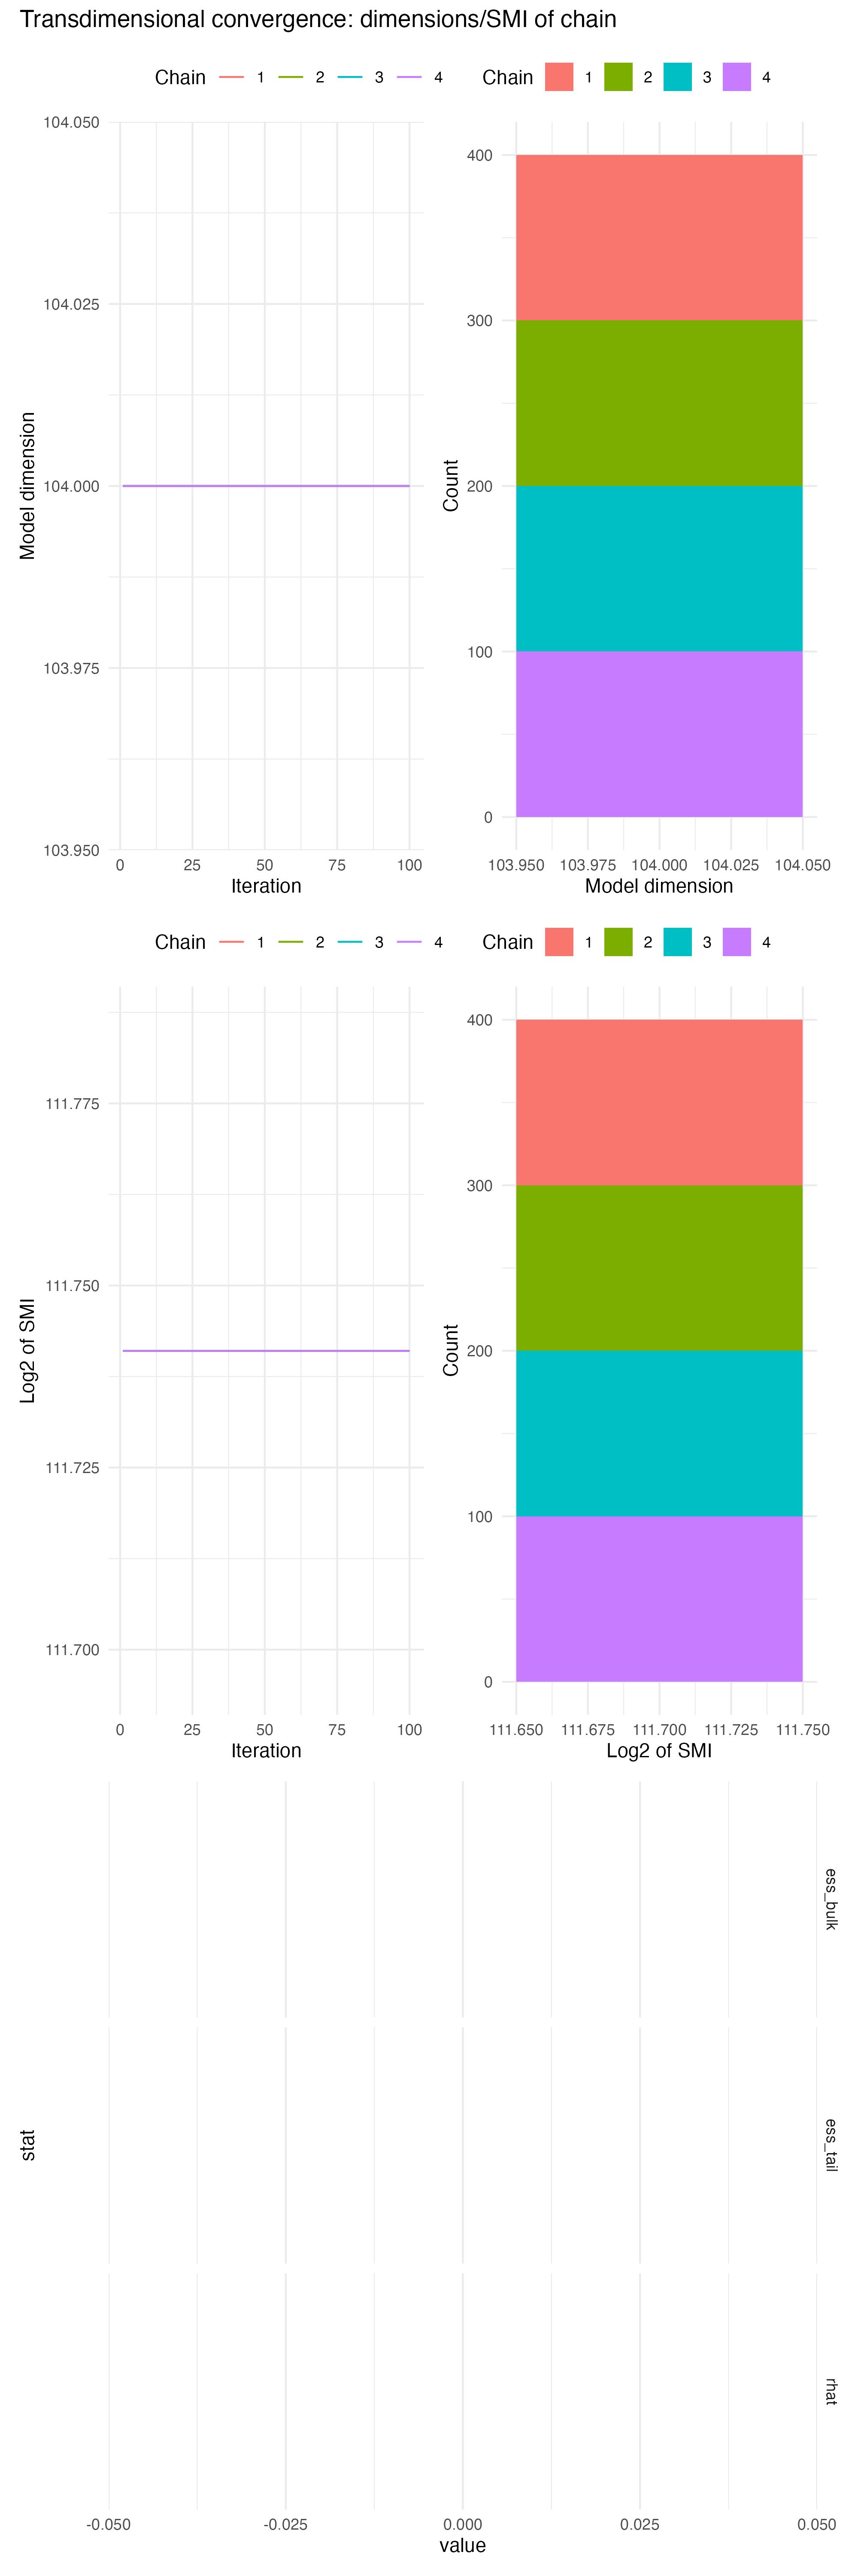 Transdimensional convergence: dimensions/SMI of chain
Chain 1 2 3 4
Chain 1 2 3 4
104.050
104.025
104.000
103.975
103.950
Model dimension
0 25 50 75 100
Iteration
400
300
200
100
0
Count
103.950 103.975 104.000 104.025 104.050
Model dimension
Chain 1 2 3 4
Chain 1 2 3 4
111.775
111.750
111.725
111.700
Log2 of SMI
0 25 50 75 100
Iteration
400
300
200
100
0
Count
111.650 111.675 111.700 111.725 111.750
Log2 of SMI
ess_bulk
ess_tail
rhat
stat
-0.050 -0.025 0.000 0.025 0.050
value